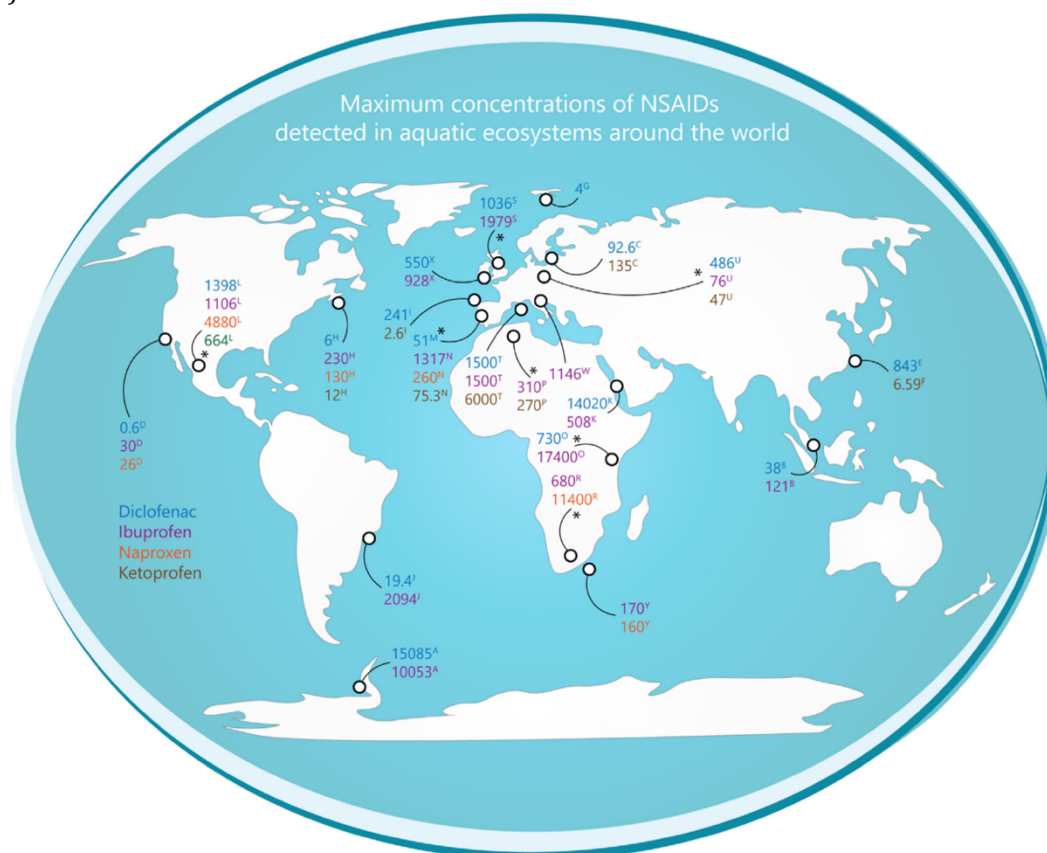 Maximum concentrations of NSAIDs
detected in aquatic ecosystems around the world
4ᴳ
1036ˢ
1979ˢ
*
92.6ᶜ
135ᶜ
550ˣ
928ˣ
*
486ᵁ
76ᵁ
47ᵁ
1398ᴸ
1106ᴸ
4880ᴸ
664ᴸ
*
241ᴵ
2.6ᴵ
6ᴴ
230ᴴ
130ᴴ
12ᴴ
51ᴹ
*
1317ᴺ
260ᴺ
75.3ᴺ
1500ᵀ
1500ᵀ
6000ᵀ
*
310ᴾ
270ᴾ
1146ᵂ
843ᶠ
6.59ᶠ
14020ᴷ
508ᴷ
0.6ᴰ
30ᴰ
26ᴰ
730ᴼ
*
17400ᴼ
38ᴮ
121ᴮ
680ᴿ
11400ᴿ
*
Diclofenac
Ibuprofen
Naproxen
Ketoprofen
19.4ᴶ
2094ᴶ
170ʸ
160ʸ
15085ᴬ
10053ᴬ